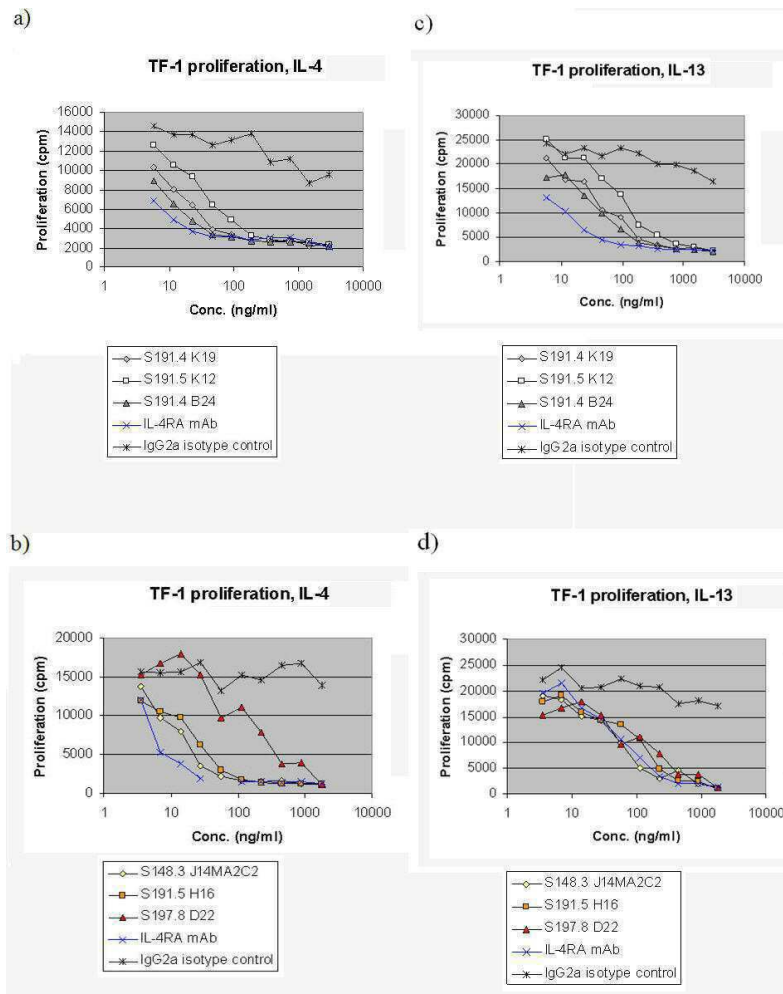 a)
TF-1 proliferation, IL-4
Proliferation (cpm)
16000
14000
12000
10000
8000
6000
4000
2000
0
1 10 100 1000 10000
Conc. (ng/ml)
S191.4 K19
S191.5 K12
S191.4 B24
IL-4RA mAb
IgG2a isotype control
c)
TF-1 proliferation, IL-13
Proliferation (cpm)
30000
25000
20000
15000
10000
5000
0
1 10 100 1000 10000
Conc. (ng/ml)
S191.4 K19
S191.5 K12
S191.4 B24
IL-4RA mAb
IgG2a isotype control
b)
TF-1 proliferation, IL-4
Proliferation (cpm)
20000
15000
10000
5000
0
1 10 100 1000 10000
Conc. (ng/ml)
S148.3 J14MA2C2
S191.5 H16
S197.8 D22
IL-4RA mAb
IgG2a isotype control
d)
TF-1 proliferation, IL-13
Proliferation (cpm)
30000
25000
20000
15000
10000
5000
0
1 10 100 1000 10000
Conc. (ng/ml)
S148.3 J14MA2C2
S191.5 H16
S197.8 D22
IL-4RA mAb
IgG2a isotype control